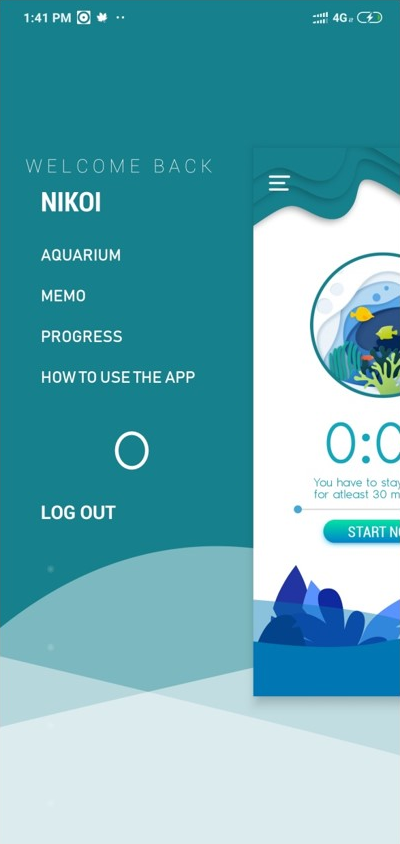 1:41 PM
4G
WELCOME BACK
NIKOI
AQUARIUM
MEMO
PROGRESS
HOW TO USE THE APP
O
LOG OUT
0:0
You have to stay
for atleast 30 m
START NO